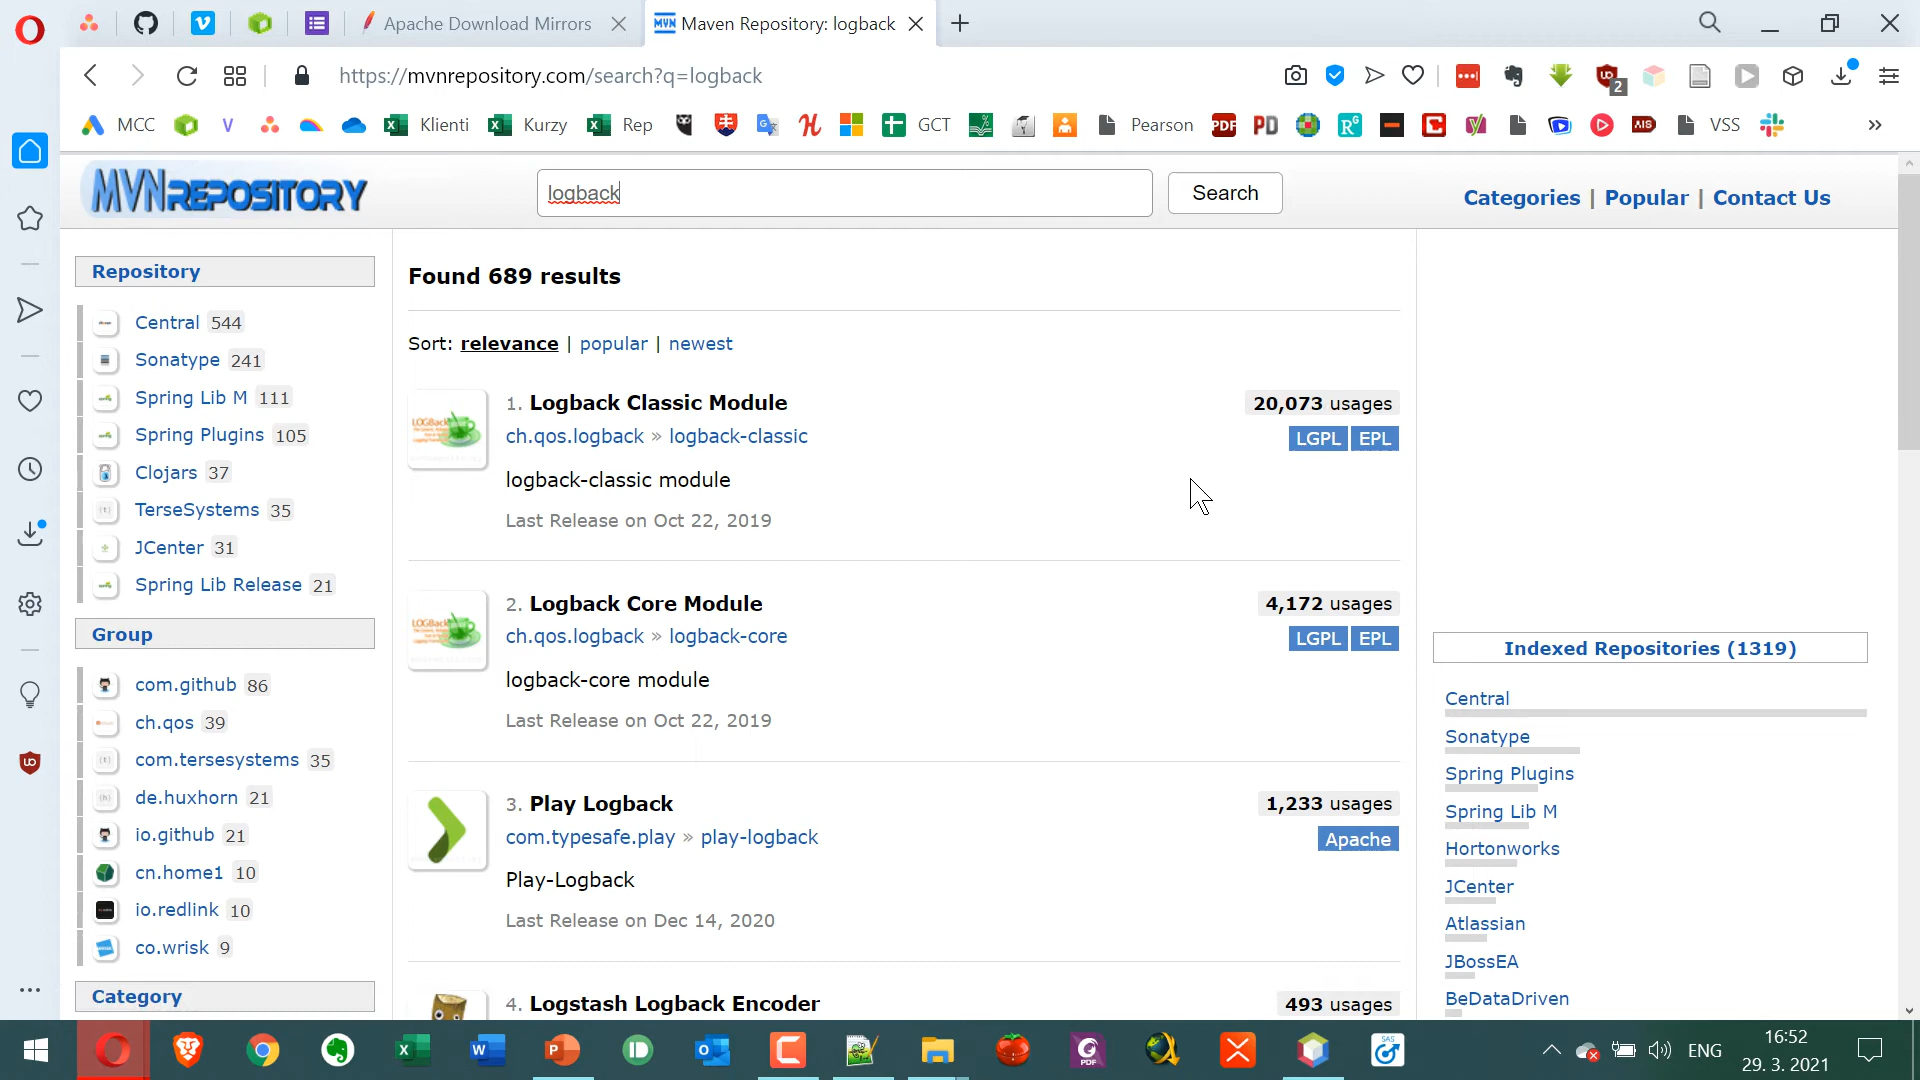 Apache Download Mirrors
Maven Repository: logback
https://mvnrepository.com/search?q=logback
2
MCC
Klienti
Kurzy
Rep
GCT
Pearson
VSS
MVNREPOSITORY
logback
Search
Categories | Popular | Contact Us
Repository
Central 544
Sonatype 241
Spring Lib M 111
Spring Plugins 105
Clojars 37
TerseSystems 35
JCenter 31
Spring Lib Release 21
Group
com.github 86
ch.qos 39
com.tersesystems 35
de.huxhorn 21
io.github 21
cn.home1 10
io.redlink 10
co.wrisk 9
Category
Found 689 results
Sort: relevance | popular | newest
1. Logback Classic Module
20,073 usages
ch.qos.logback » logback-classic
LGPL EPL
logback-classic module
Last Release on Oct 22, 2019
2. Logback Core Module
4,172 usages
ch.qos.logback » logback-core
LGPL EPL
logback-core module
Last Release on Oct 22, 2019
3. Play Logback
1,233 usages
com.typesafe.play » play-logback
Apache
Play-Logback
Last Release on Dec 14, 2020
4. Logstash Logback Encoder
493 usages
Indexed Repositories (1319)
Central
Sonatype
Spring Plugins
Spring Lib M
Hortonworks
JCenter
Atlassian
JBossEA
BeDataDriven
ENG
16:52
29. 3. 2021